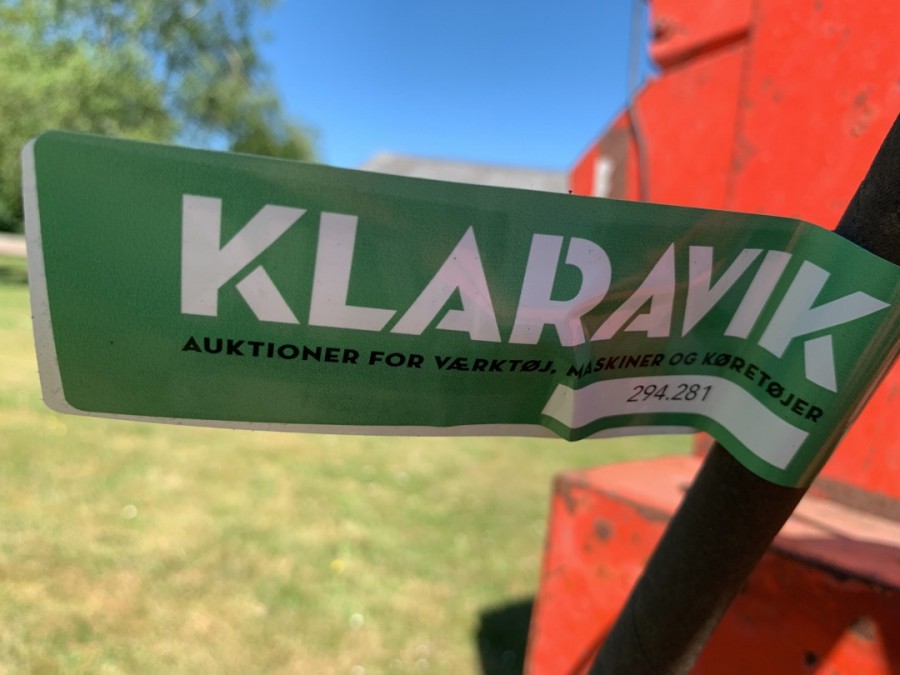 KLARAVIK
AUKTIONER FOR VÆRKTØJ, MASKINER OG KØRETØJER
294.281